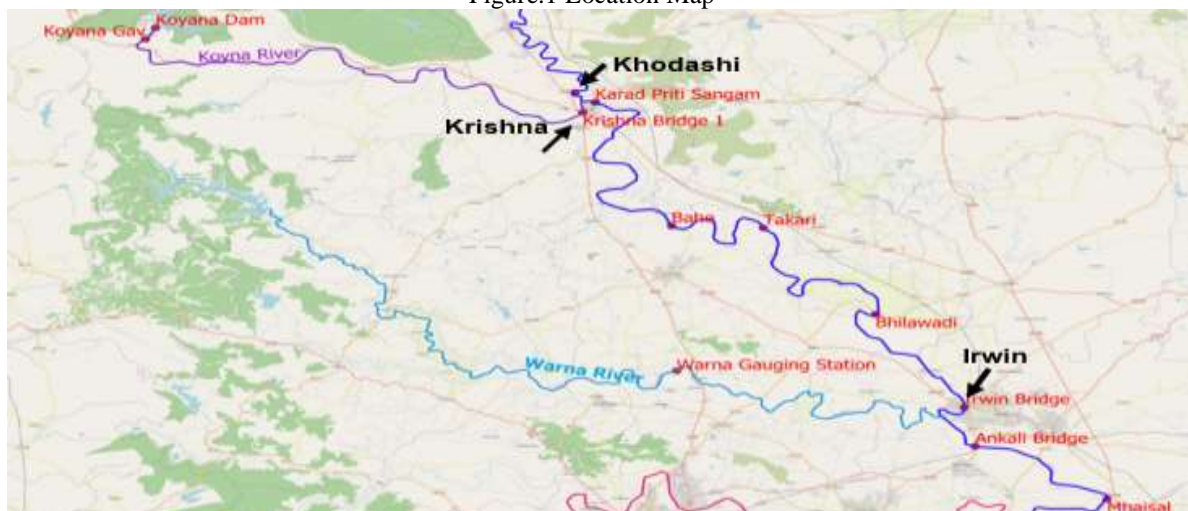 Figure.1 Location Map
Koyana Dam
Koyana Gav
Koyna River
Khodashi
Karad Priti Sangam
Krishna
Krishna Bridge 1
Bahe
Takari
Bhilawadi
Irwin
Warna River
Warna Gauging Station
Irwin Bridge
Ankali Bridge
Mhaisal